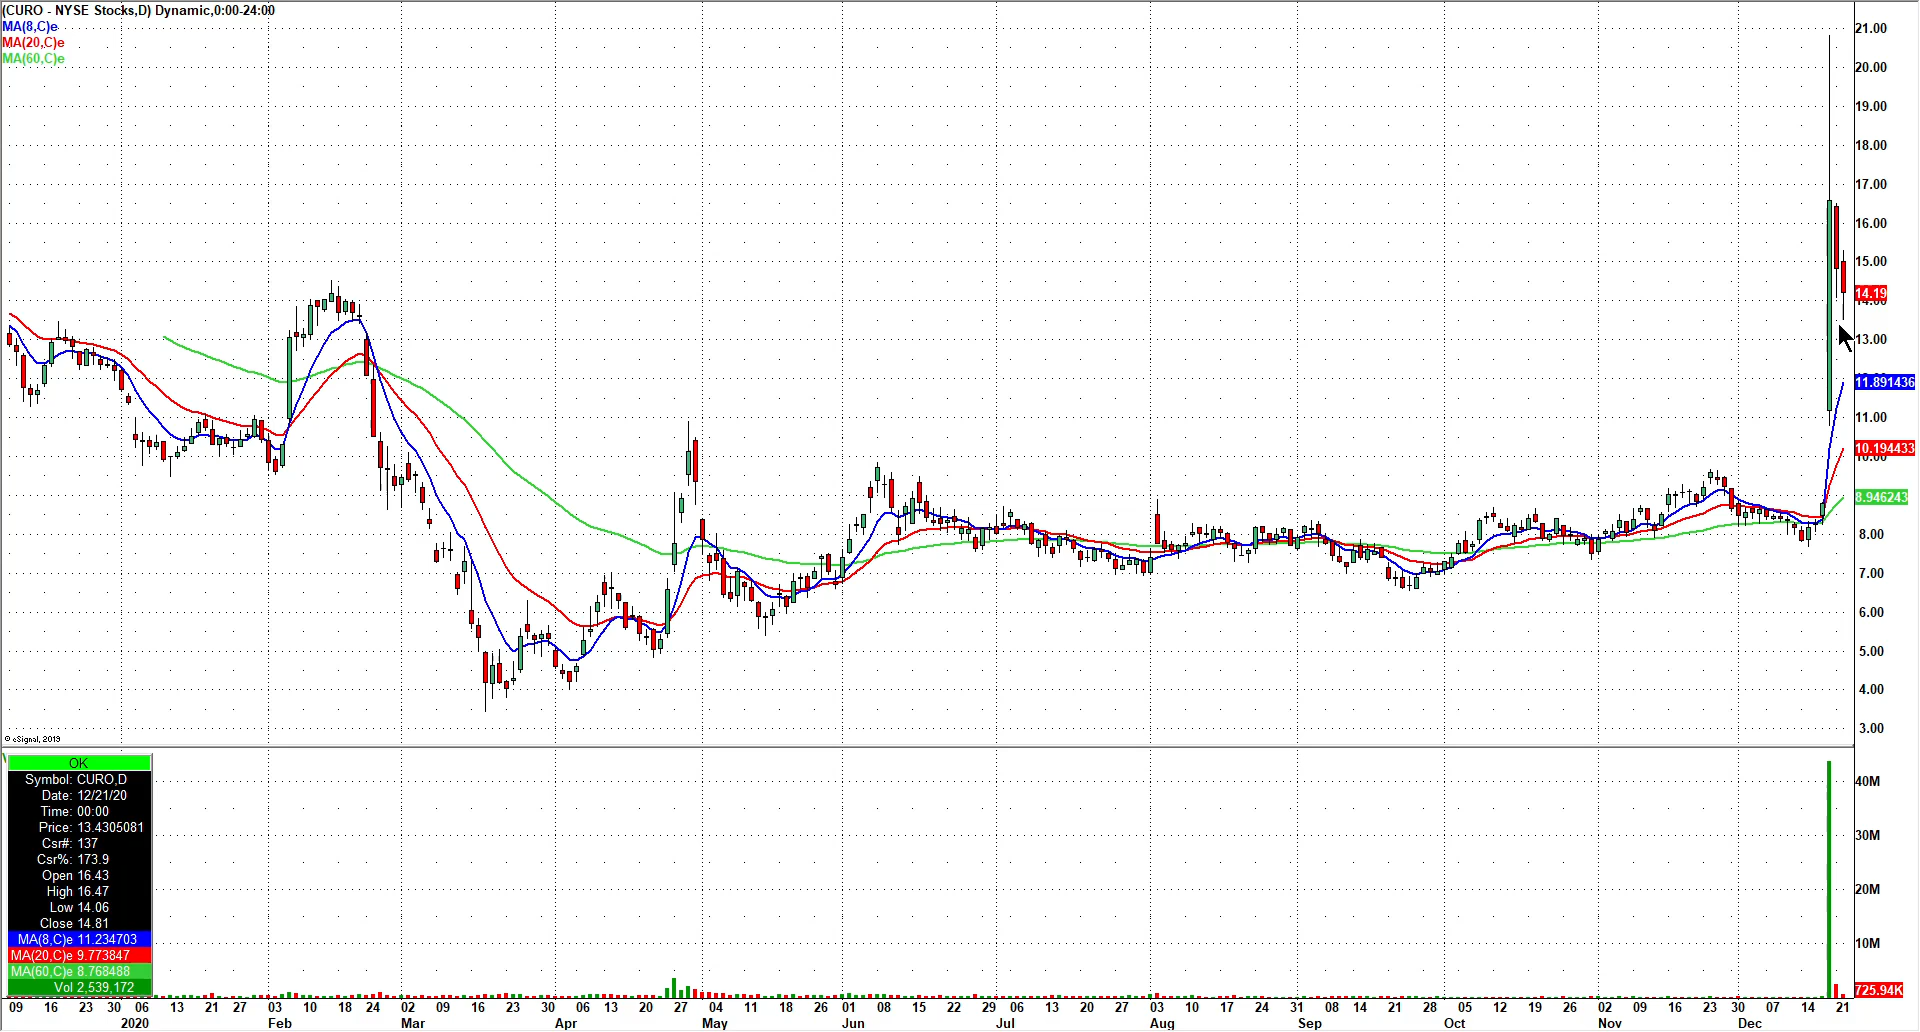 (CURO - NYSE Stocks,D) Dynamic,0:00-24:00
MA(8,C)e
MA(20,C)e
MA(60,C)e
21.00
20.00
19.00
18.00
17.00
16.00
15.00
14.19
14.00
13.00
11.891436
11.00
10.194433
10.00
8.946243
8.00
7.00
6.00
5.00
4.00
3.00
© eSignal, 2019
OK
Symbol: CURO,D
Date: 12/21/20
Time: 00:00
Price: 13.4305081
Csr#: 137
Csr%: 173.9
Open 16.43
High 16.47
Low 14.06
Close 14.81
MA(8,C)e 11.234703
MA(20,C)e 9.773847
MA(60,C)e 8.768488
Vol 2,539,172
40M
30M
20M
10M
725.94K
09 16 23 30 06 13 21 27 03 10 18 24 02 09 16 23 30 06 13 20 27 04 11 18 26 01 08 15 22 29 06 13 20 27 03 10 17 24 31 08 14 21 28 05 12 19 26 02 09 16 23 30 07 14 21
2020 Feb Mar Apr May Jun Jul Aug Sep Oct Nov Dec